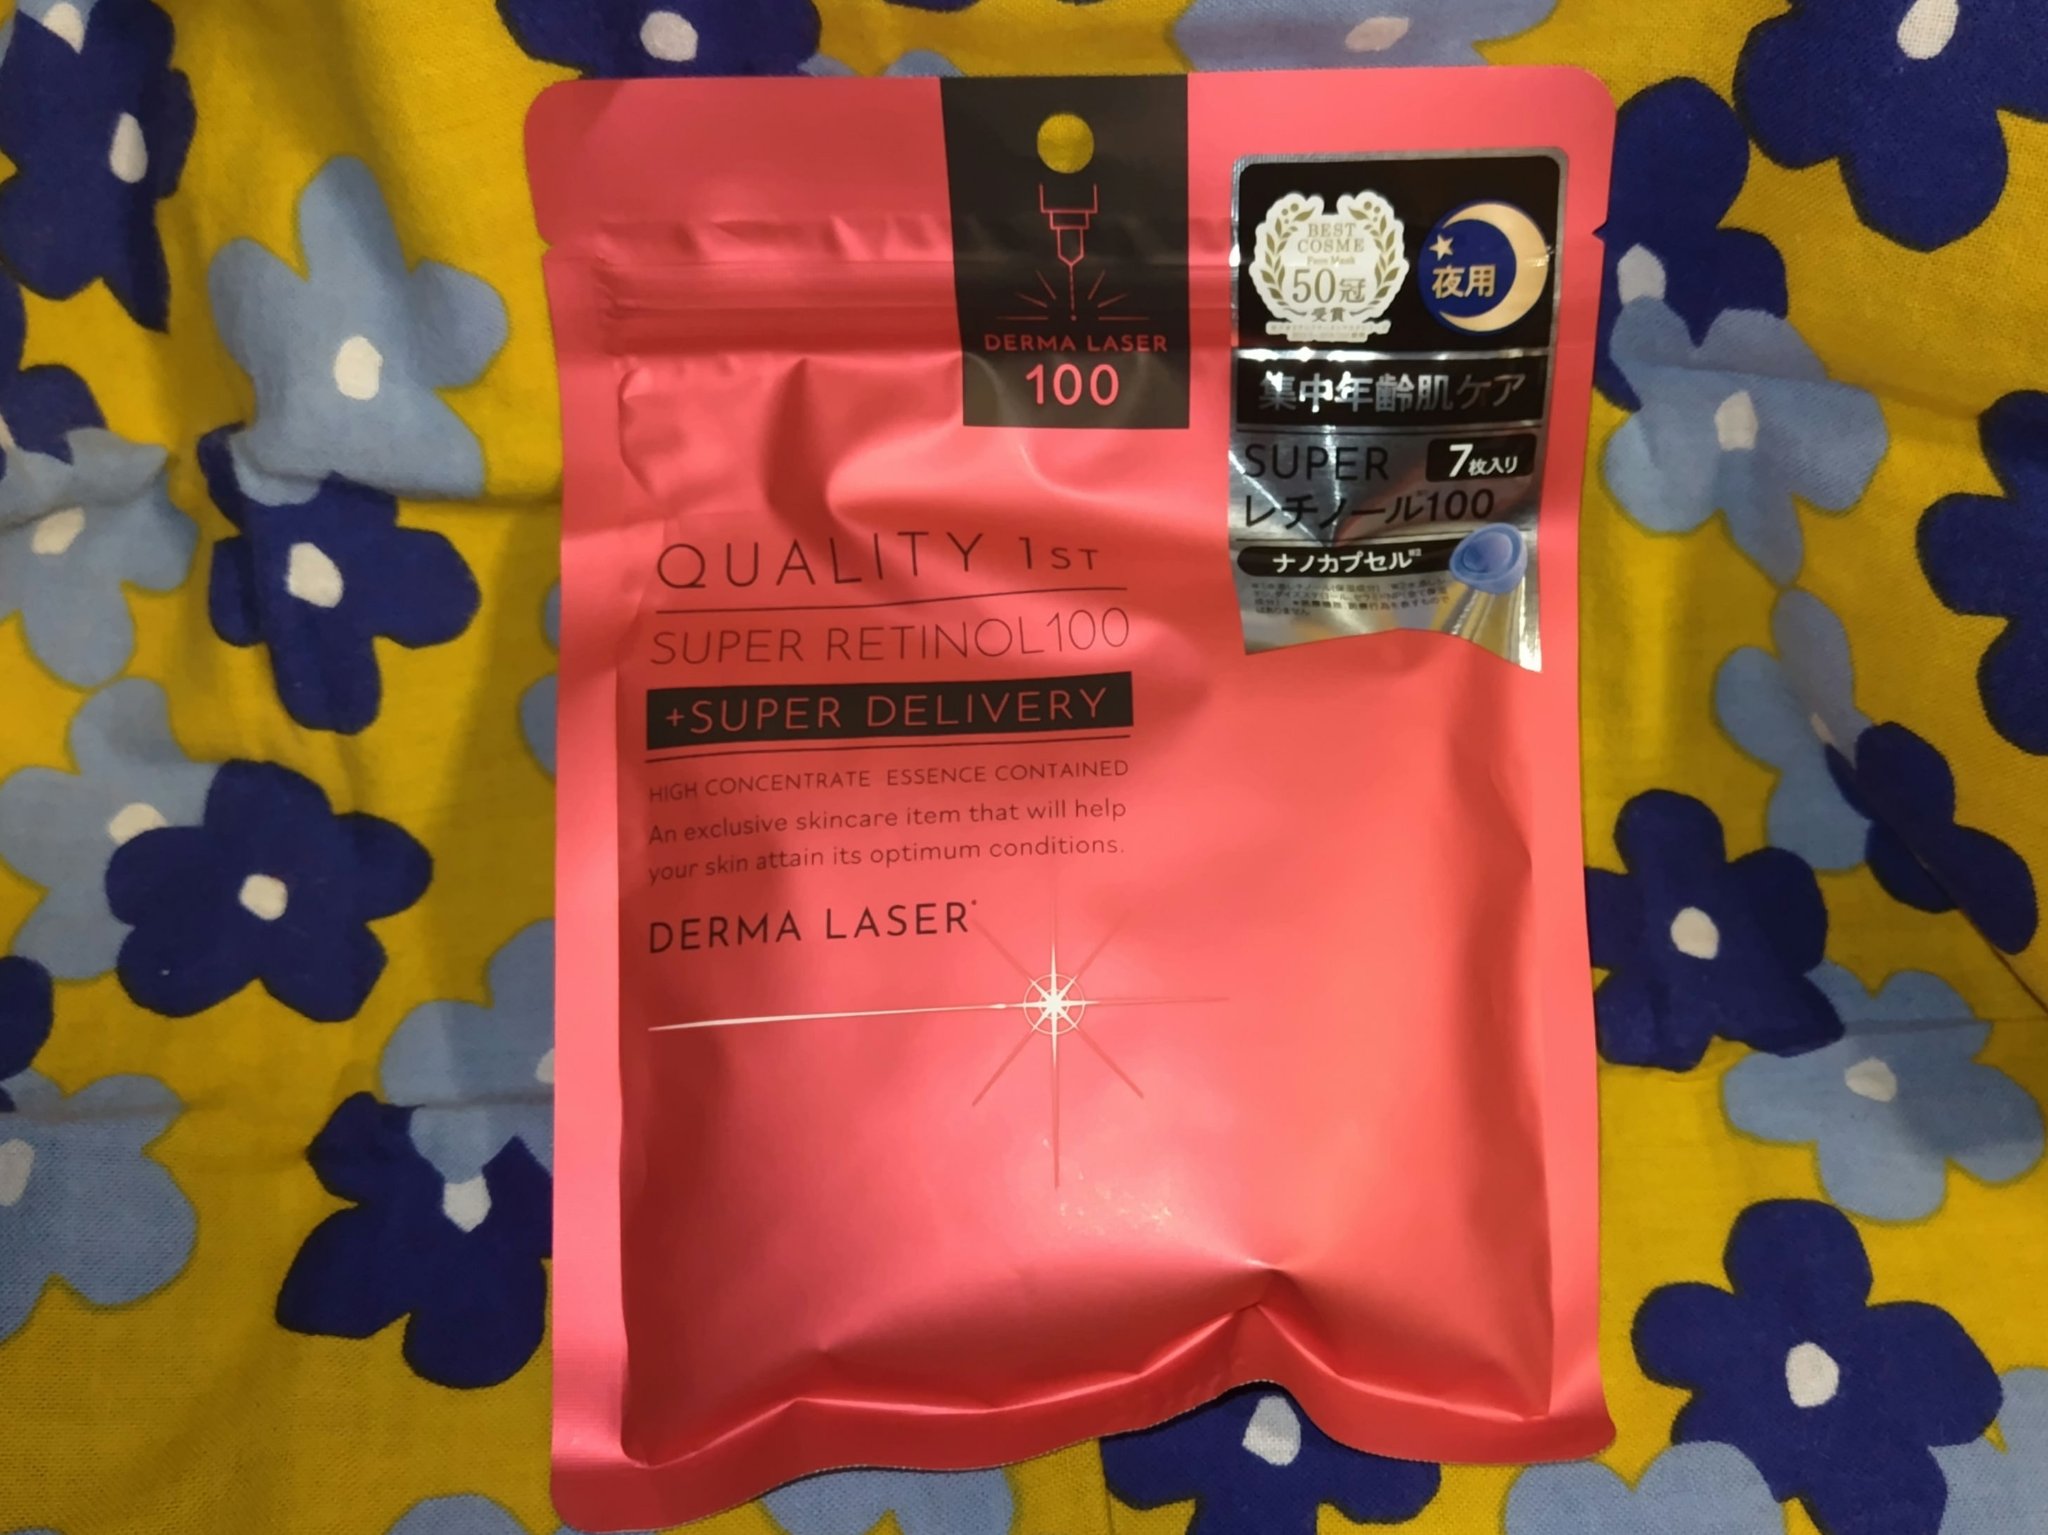 DERMA LASER
100
BEST
COSME
Face Mask
50冠
受賞
夜用
集中年齢肌ケア
SUPER
7枚入り
レチノール100
ナノカプセル※2
QUALITY 1ST
SUPER RETINOL100
+SUPER DELIVERY
HIGH CONCENTRATE ESSENCE CONTAINED
An exclusive skincare item that will help
your skin attain its optimum conditions.
DERMA LASER